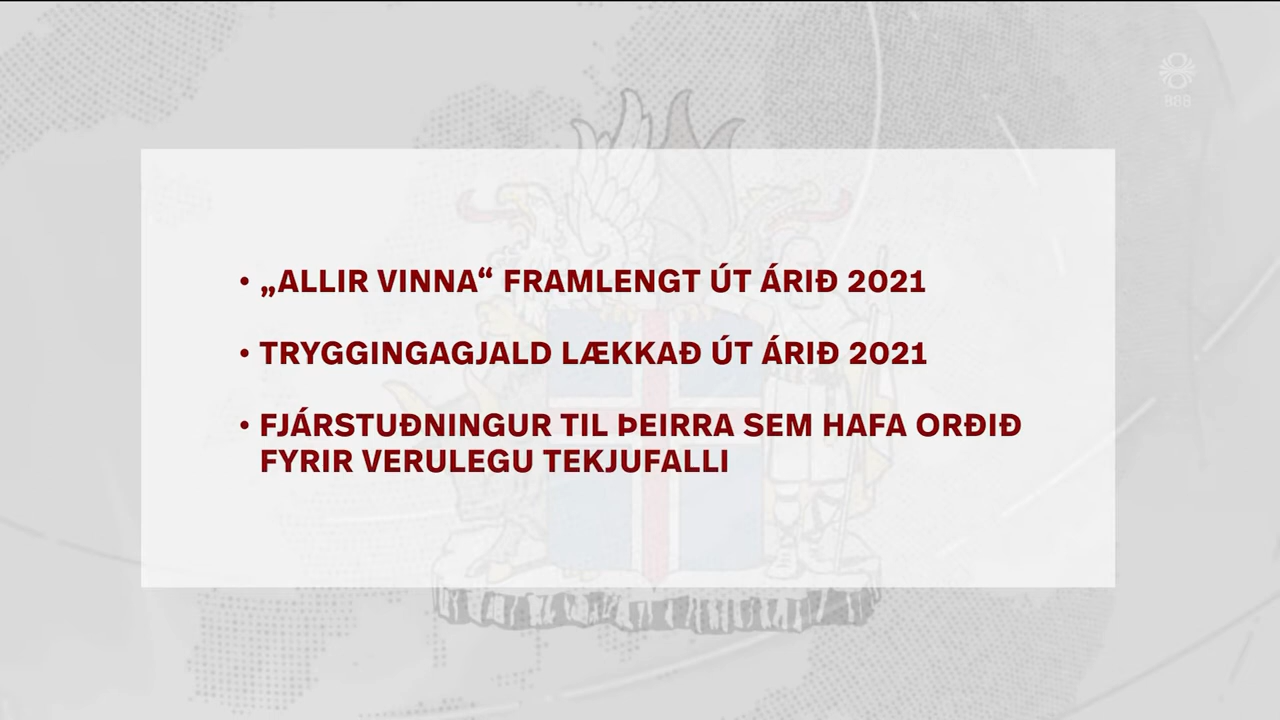 • „ALLIR VINNA“ FRAMLENGT ÚT ÁRIÐ 2021
• TRYGGINGAGJALD LÆKKAÐ ÚT ÁRIÐ 2021
• FJÁRSTUÐNINGUR TIL ÞEIRRA SEM HAFA ORÐIÐ
FYRIR VERULEGU TEKJUFALLI
888